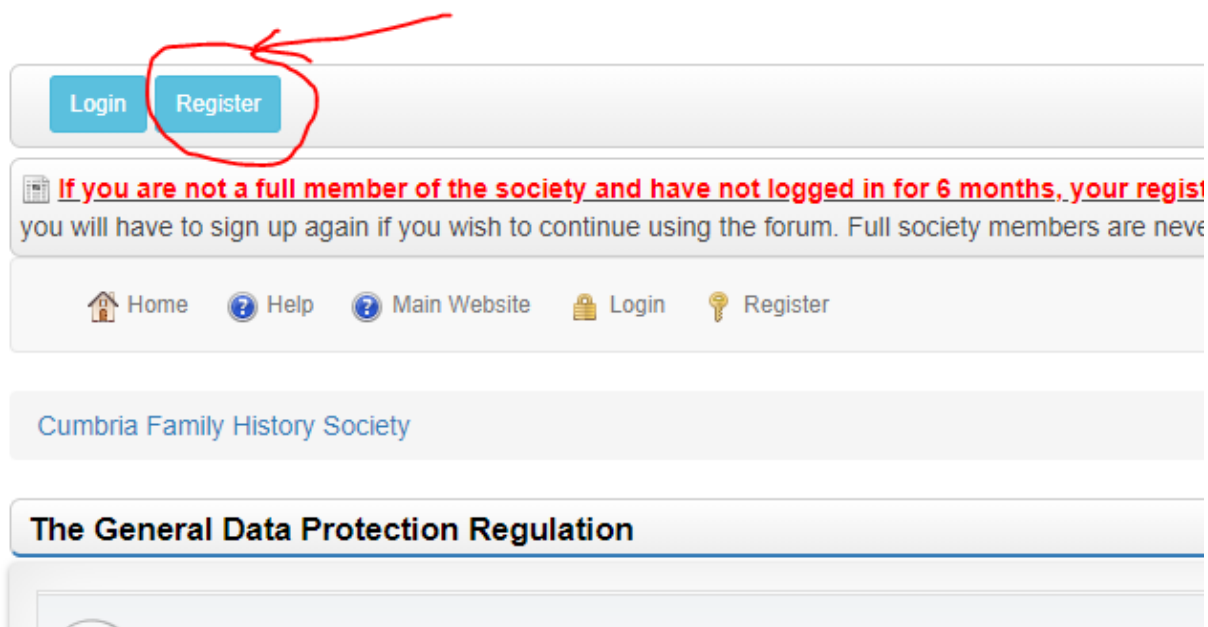 Login Register
If you are not a full member of the society and have not logged in for 6 months, your regist
you will have to sign up again if you wish to continue using the forum. Full society members are neve
Home Help Main Website Login Register
Cumbria Family History Society
The General Data Protection Regulation